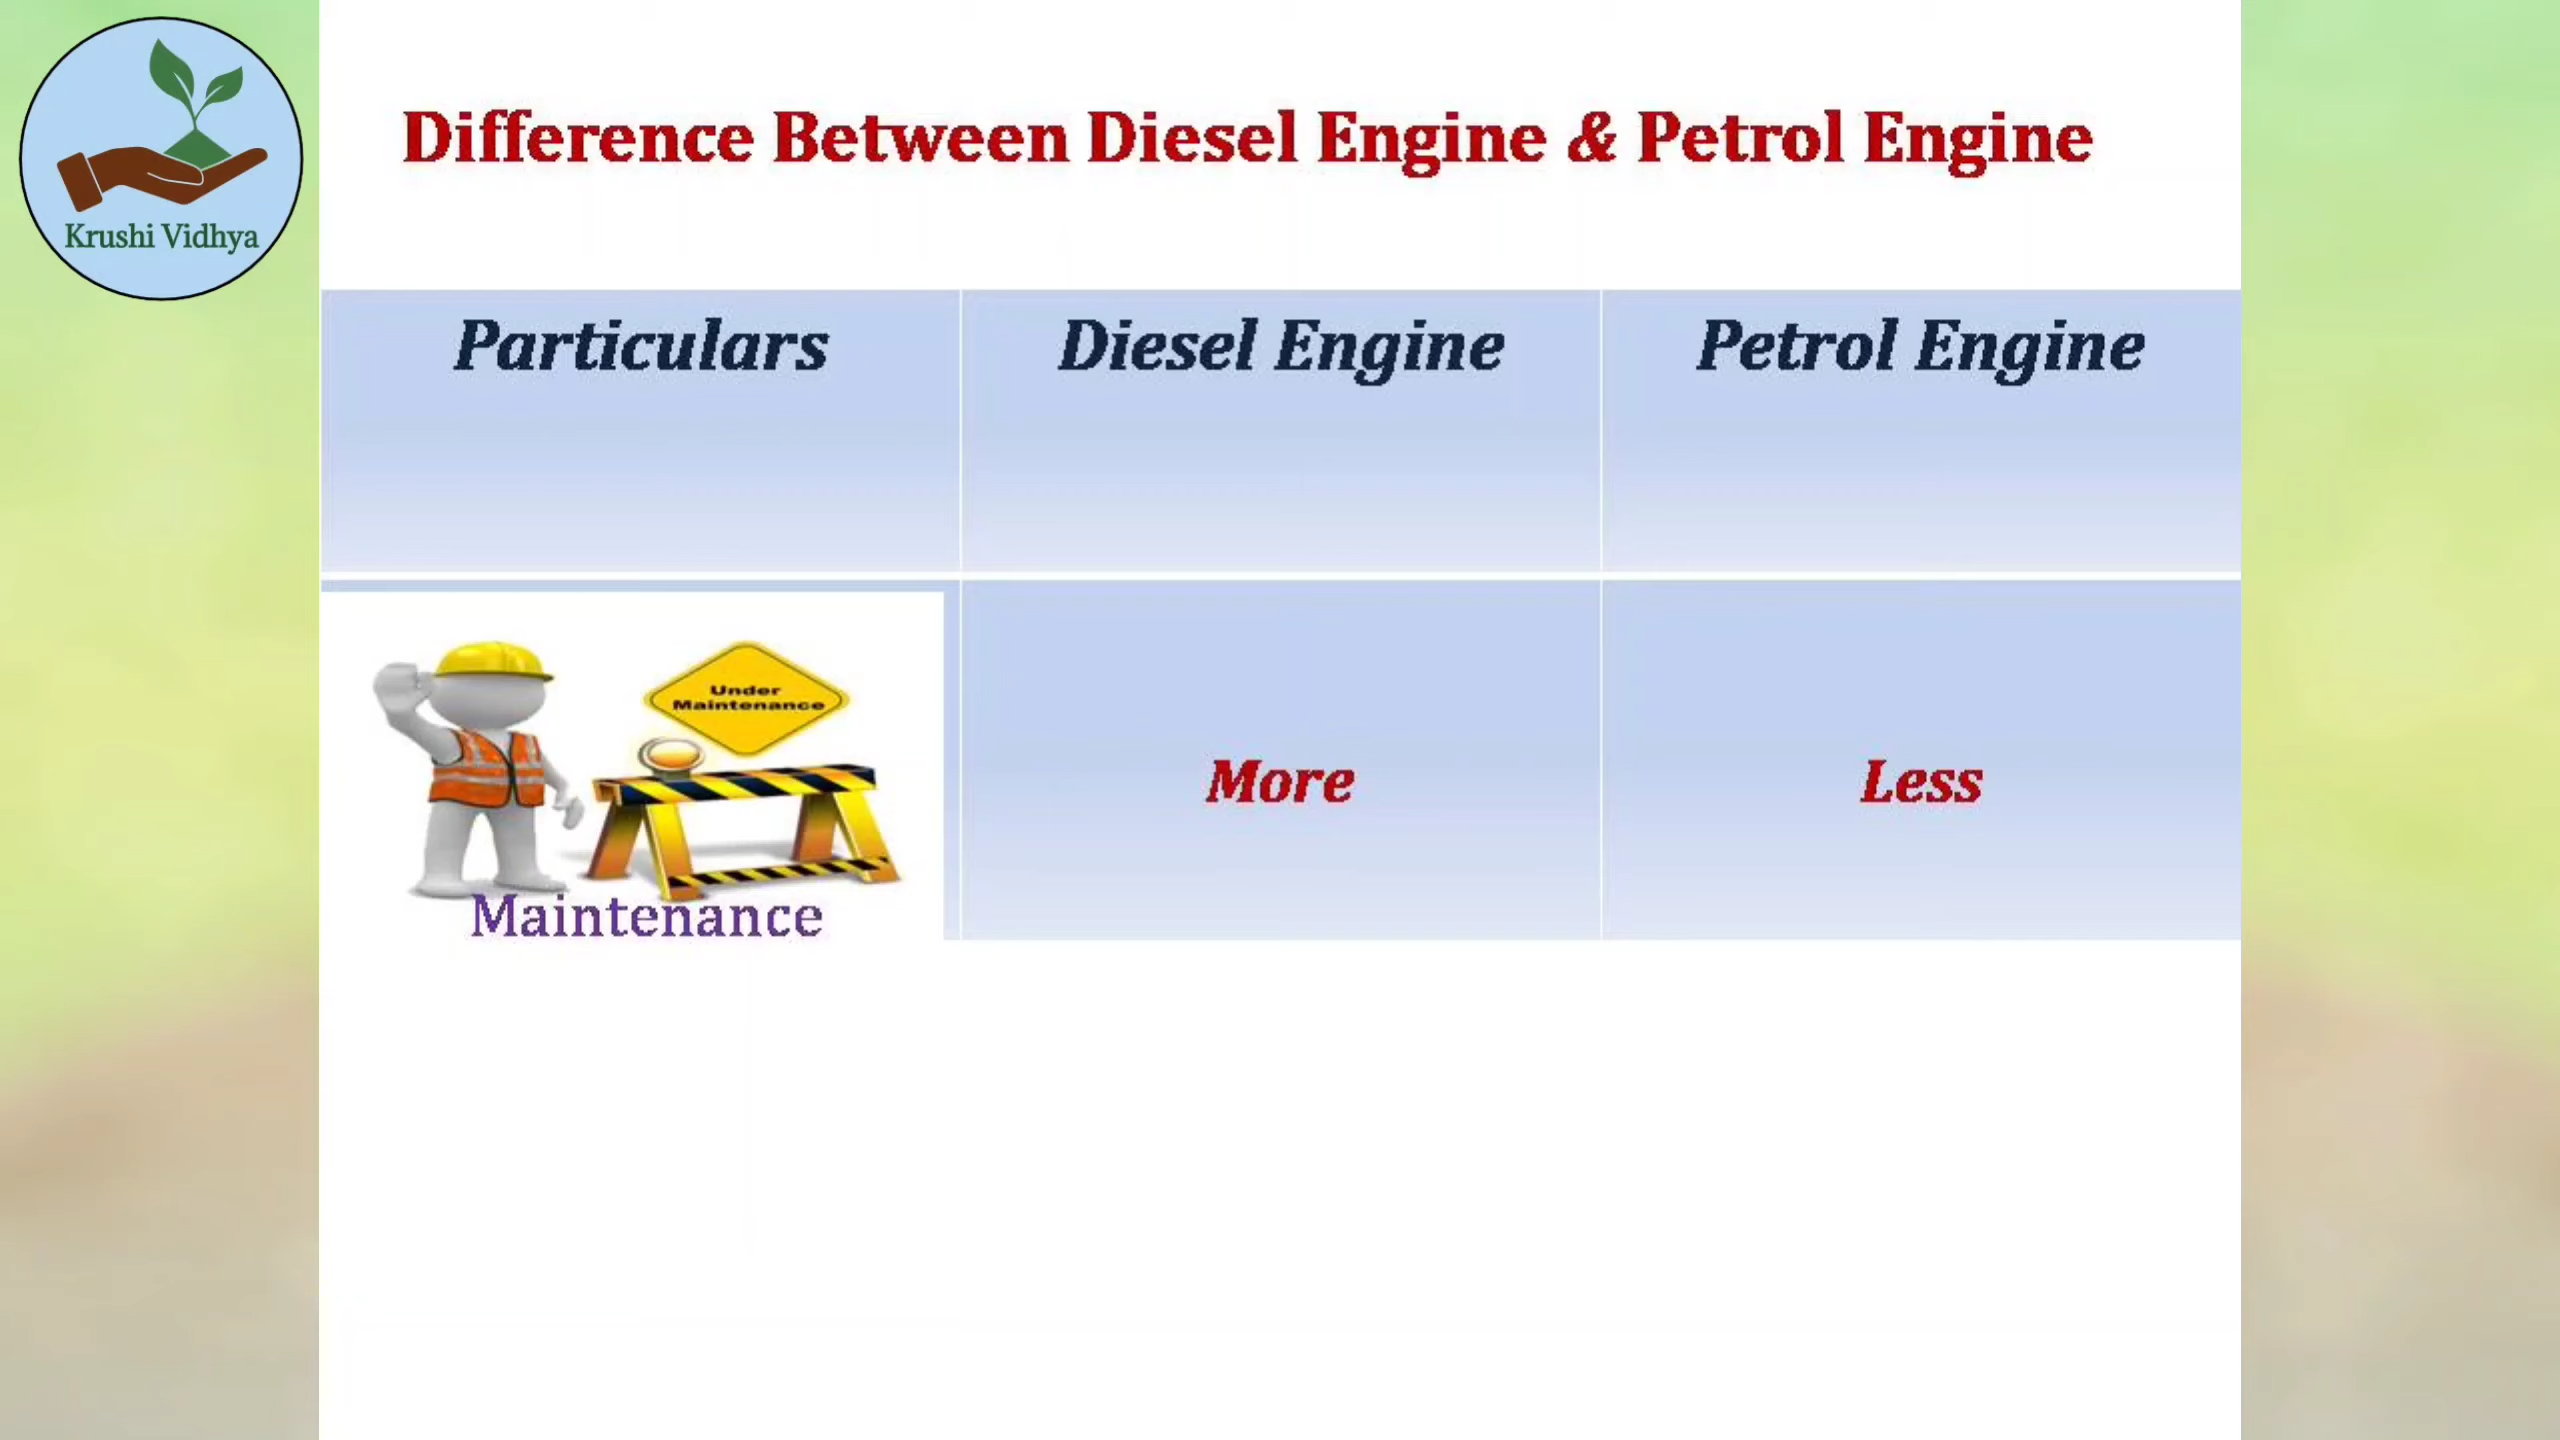 Krushi Vidhya
Difference Between Diesel Engine & Petrol Engine
Particulars
Diesel Engine
Petrol Engine
Under
Maintenance
Maintenance
More
Less